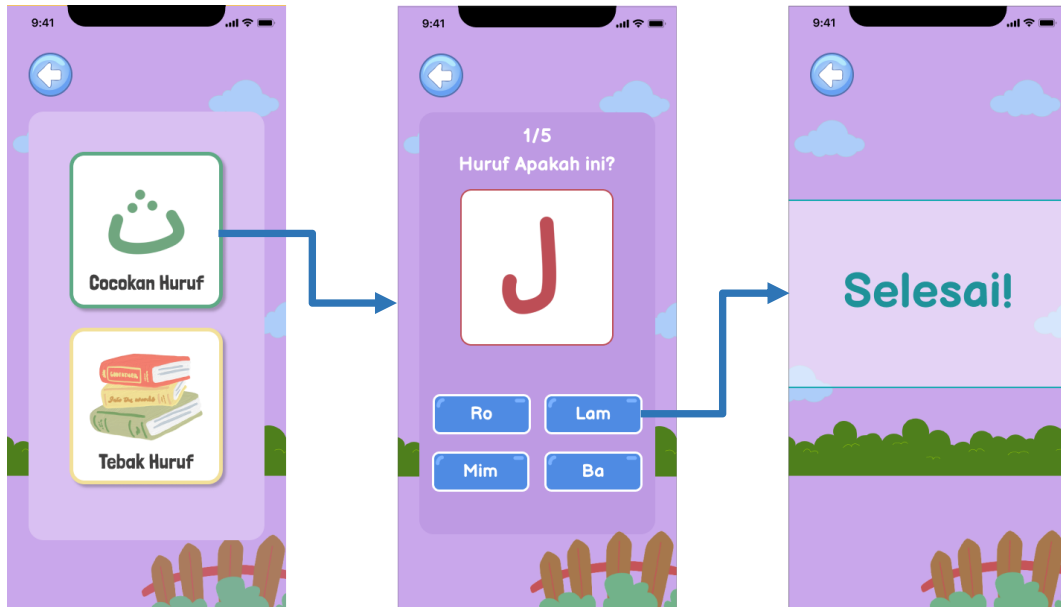 9:41
ث
Cocokan Huruf
Tebak Huruf
9:41
1/5
Huruf Apakah ini?
ل
Ro
Lam
Mim
Ba
9:41
Selesai!